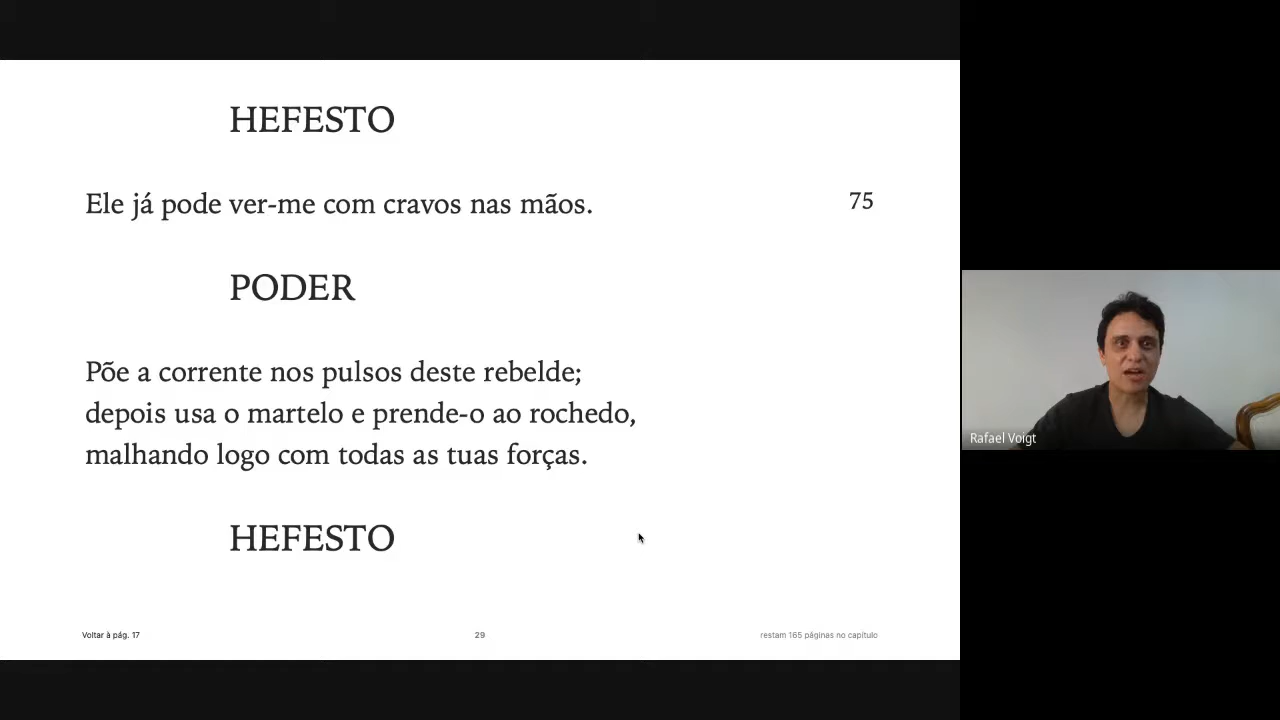 HEFESTO
Ele já pode ver-me com cravos nas mãos. 75
PODER
Põe a corrente nos pulsos deste rebelde;
depois usa o martelo e prende-o ao rochedo,
malhando logo com todas as tuas forças.
HEFESTO
Voltar à pág. 17 29 restam 165 páginas no capítulo
Rafael Voigt